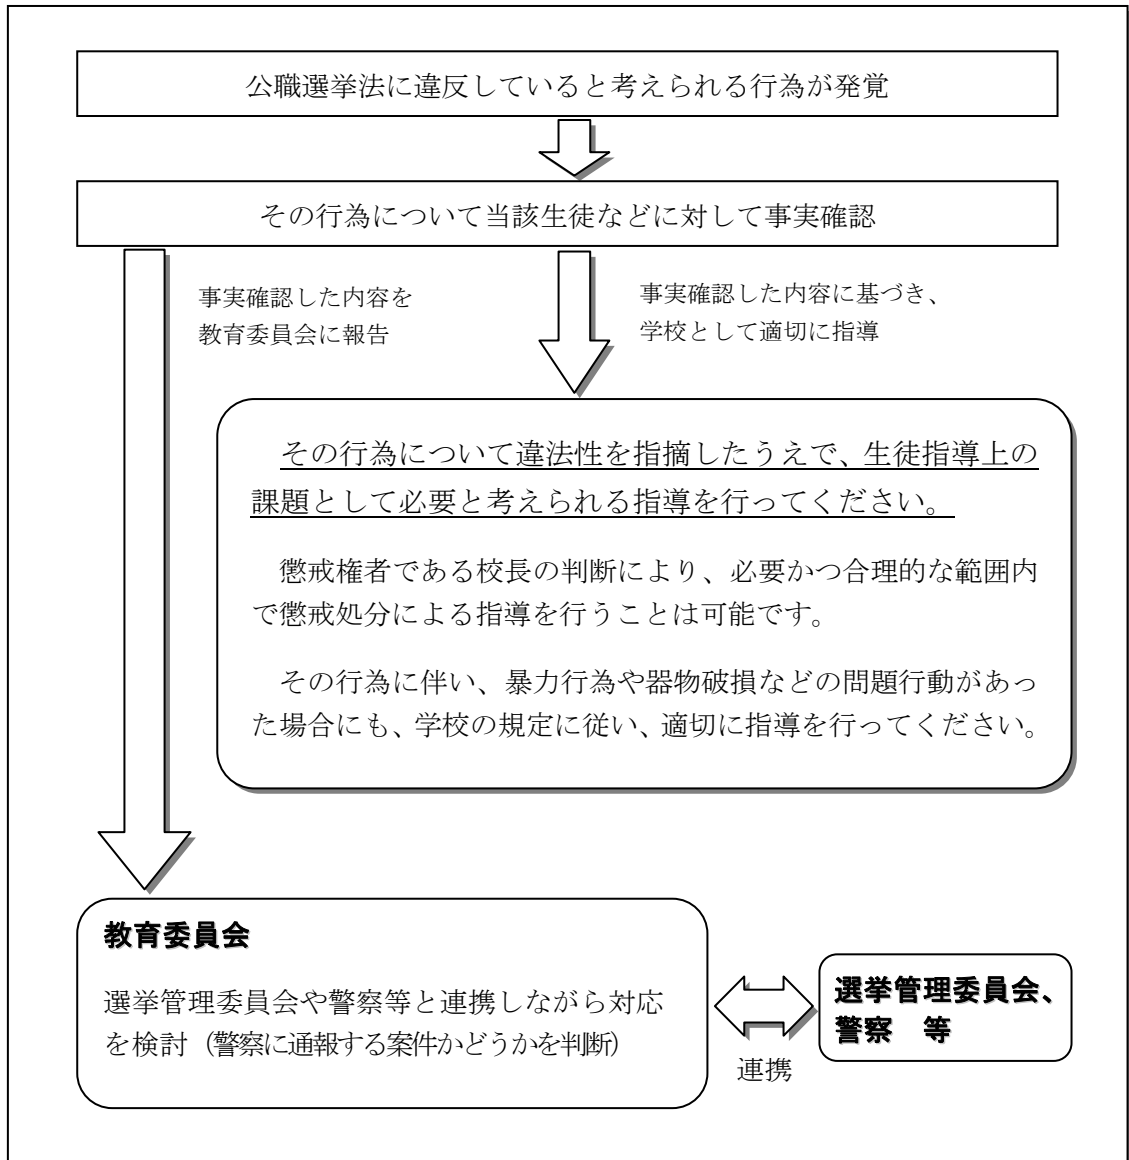 公職選挙法に違反していると考えられる行為が発覚
その行為について当該生徒などに対して事実確認
事実確認した内容を
教育委員会に報告
事実確認した内容に基づき、
学校として適切に指導
その行為について違法性を指摘したうえで、生徒指導上の
課題として必要と考えられる指導を行ってください。
懲戒権者である校長の判断により、必要かつ合理的な範囲内
で懲戒処分による指導を行うことは可能です。
その行為に伴い、暴力行為や器物破損などの問題行動があっ
た場合にも、学校の規定に従い、適切に指導を行ってください。
教育委員会
選挙管理委員会や警察等と連携しながら対応
を検討（警察に通報する案件かどうかを判断）
連携
選挙管理委員会、
警察　等